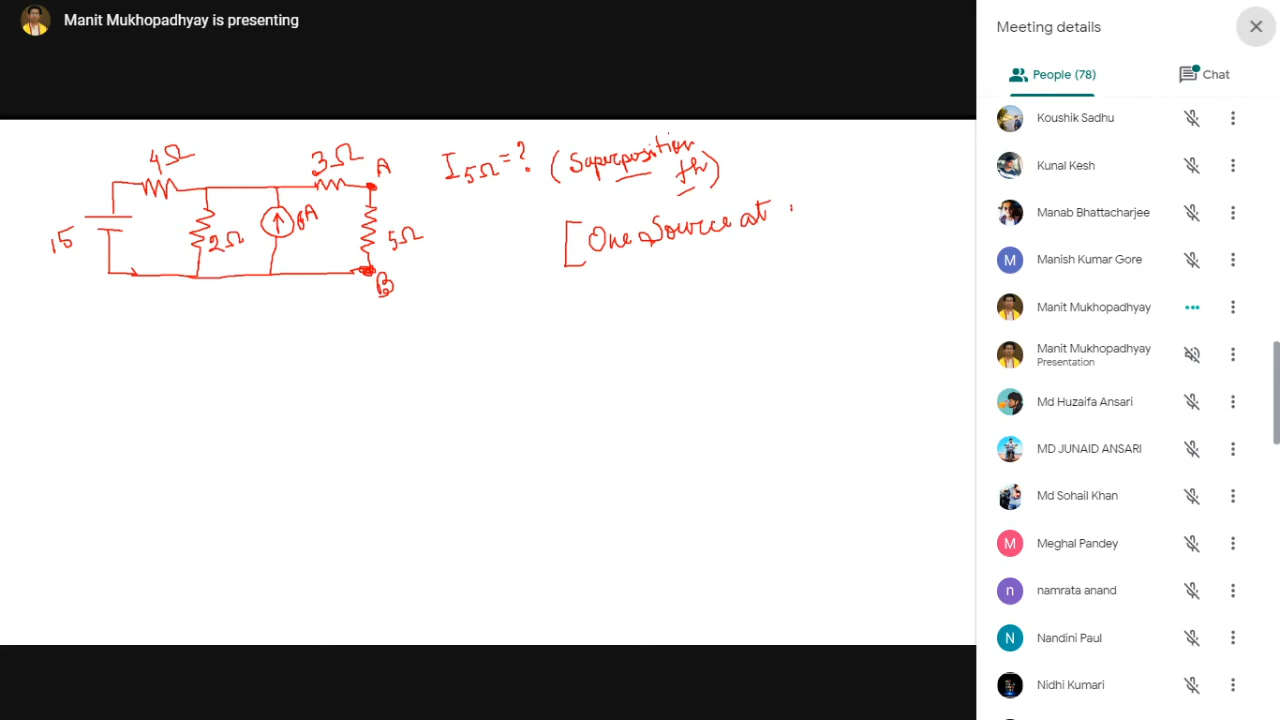 Manit Mukhopadhyay is presenting
Meeting details
People (78)
Chat
4Ω
3Ω
A
15
2Ω
6A
5Ω
B
I5Ω = ? (Superposition
th)
[One Source at
Koushik Sadhu
Kunal Kesh
Manab Bhattacharjee
M
Manish Kumar Gore
Manit Mukhopadhyay
Manit Mukhopadhyay
Presentation
Md Huzaifa Ansari
MD JUNAID ANSARI
Md Sohail Khan
M
Meghal Pandey
n
namrata anand
N
Nandini Paul
Nidhi Kumari